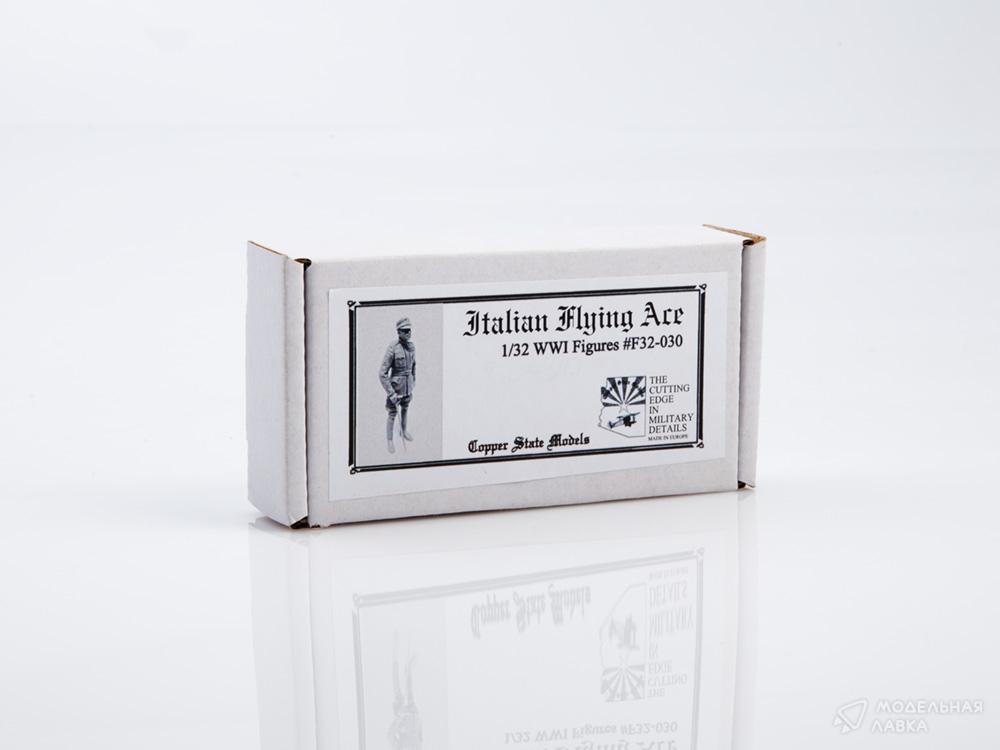 Italian Flying Ace
1/32 WWI Figures #F32-030
THE
CUTTING
EDGE
IN
MILITARY
DETAILS
MADE IN EUROPE
Copper State Models
МОДЕЛЬНАЯ
ЛАВКА